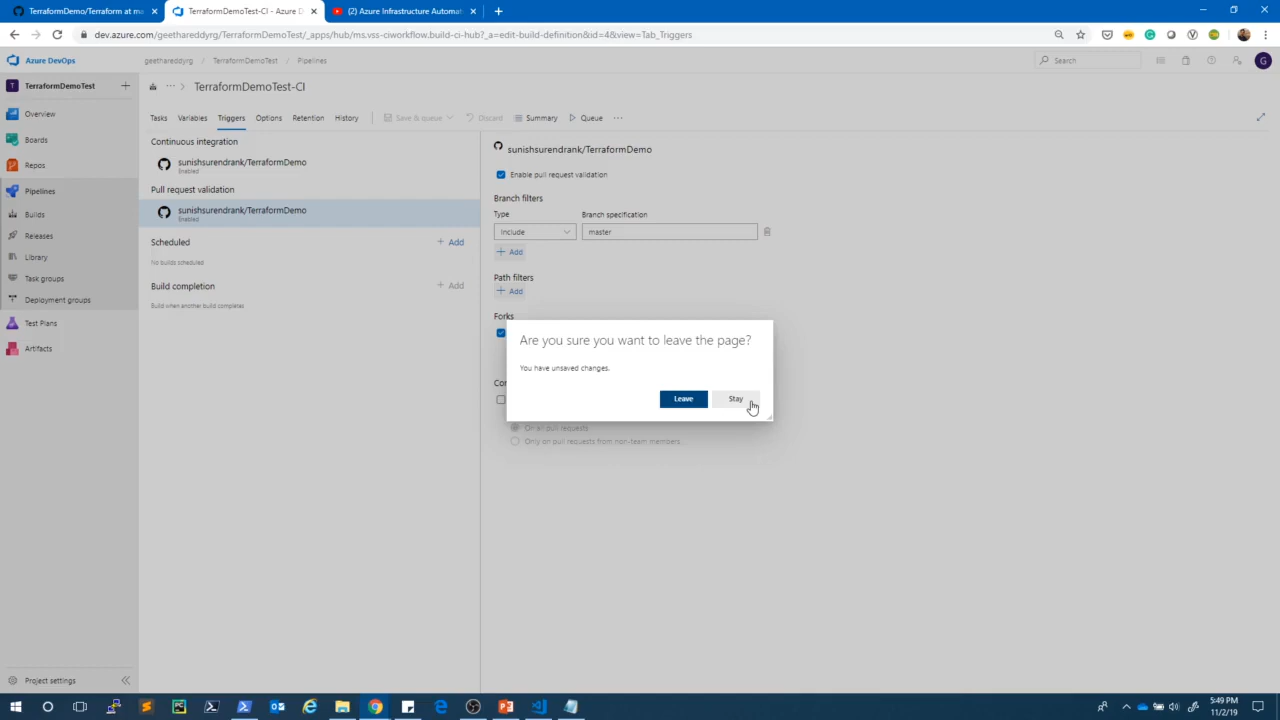 TerraformDemo/Terraform at ma
TerraformDemoTest-CI - Azure D
(2) Azure Infrastructure Automat
dev.azure.com/geethareddyrg/TerraformDemoTest/_apps/hub/ms.vss-ciworkflow.build-ci-hub?_a=edit-build-definition&id=4&view=Tab_Triggers
Azure DevOps
geethareddyrg / TerraformDemoTest / Pipelines
Search
G
T TerraformDemoTest
··· > TerraformDemoTest-CI
Tasks Variables Triggers Options Retention History Save & queue Discard Summary Queue ···
Overview
Boards
Repos
Pipelines
Builds
Releases
Library
Task groups
Deployment groups
Test Plans
Artifacts
Project settings
Continuous integration
sunishsurendrank/TerraformDemo
Enabled
Pull request validation
sunishsurendrank/TerraformDemo
Enabled
Scheduled
+ Add
No builds scheduled
Build completion
+ Add
Build when another build completes
sunishsurendrank/TerraformDemo
Enable pull request validation
Branch filters
Type Branch specification
Include master
+ Add
Path filters
+ Add
Forks
Are you sure you want to leave the page?
You have unsaved changes.
Leave Stay
Cor
On all pull requests
Only on pull requests from non-team members
5:49 PM
11/2/19